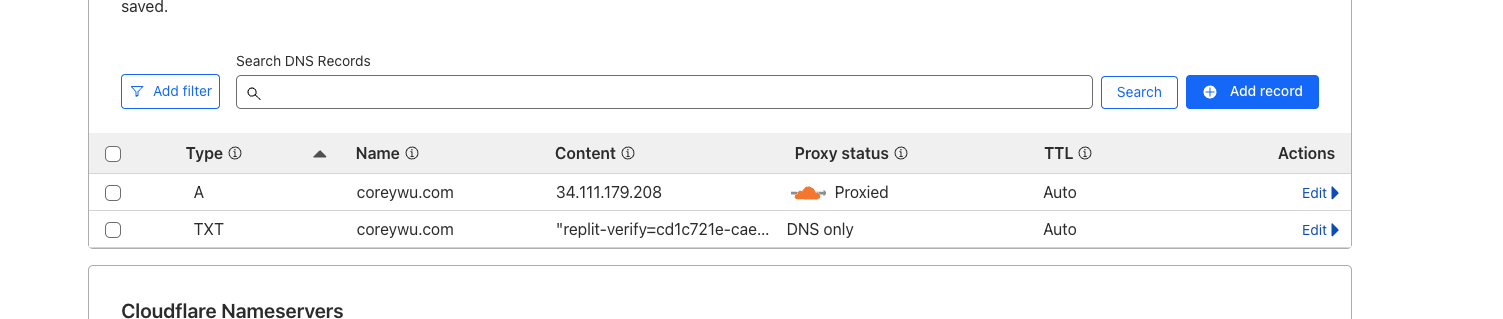 saved.
Search DNS Records
Add filter
Search
Add record
Type Name Content Proxy status TTL Actions
A coreywu.com 34.111.179.208 Proxied Auto Edit
TXT coreywu.com "replit-verify=cd1c721e-cae... DNS only Auto Edit
Cloudflare Nameservers